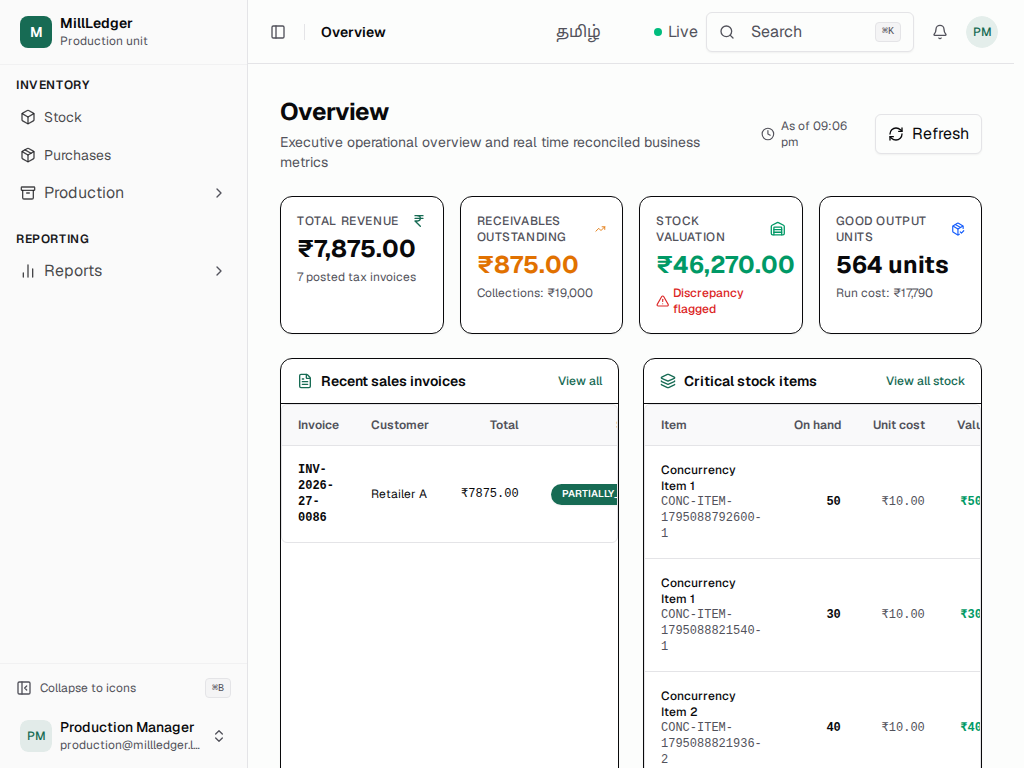 MillLedger
Production unit
INVENTORY
Stock
Purchases
Production
REPORTING
Reports
Collapse to icons
⌘B
PM
Production Manager
production@millledger.l…
M
Overview
தமிழ்
Live
Search
⌘K
PM
Overview
Executive operational overview and real time reconciled business
metrics
As of 09:06
pm
Refresh
TOTAL REVENUE
₹7,875.00
7 posted tax invoices
RECEIVABLES
OUTSTANDING
₹875.00
Collections: ₹19,000
STOCK
VALUATION
₹46,270.00
Discrepancy
flagged
GOOD OUTPUT
UNITS
564 units
Run cost: ₹17,790
Recent sales invoices
View all
Invoice Customer Total
INV-
2026-
27-
0086
Retailer A
₹7875.00
PARTIALLY_
Critical stock items
View all stock
Item On hand Unit cost Valu
Concurrency
Item 1
CONC-ITEM-
1795088792600-
1
50
₹10.00
₹50
Concurrency
Item 1
CONC-ITEM-
1795088821540-
1
30
₹10.00
₹30
Concurrency
Item 2
CONC-ITEM-
1795088821936-
2
40
₹10.00
₹40